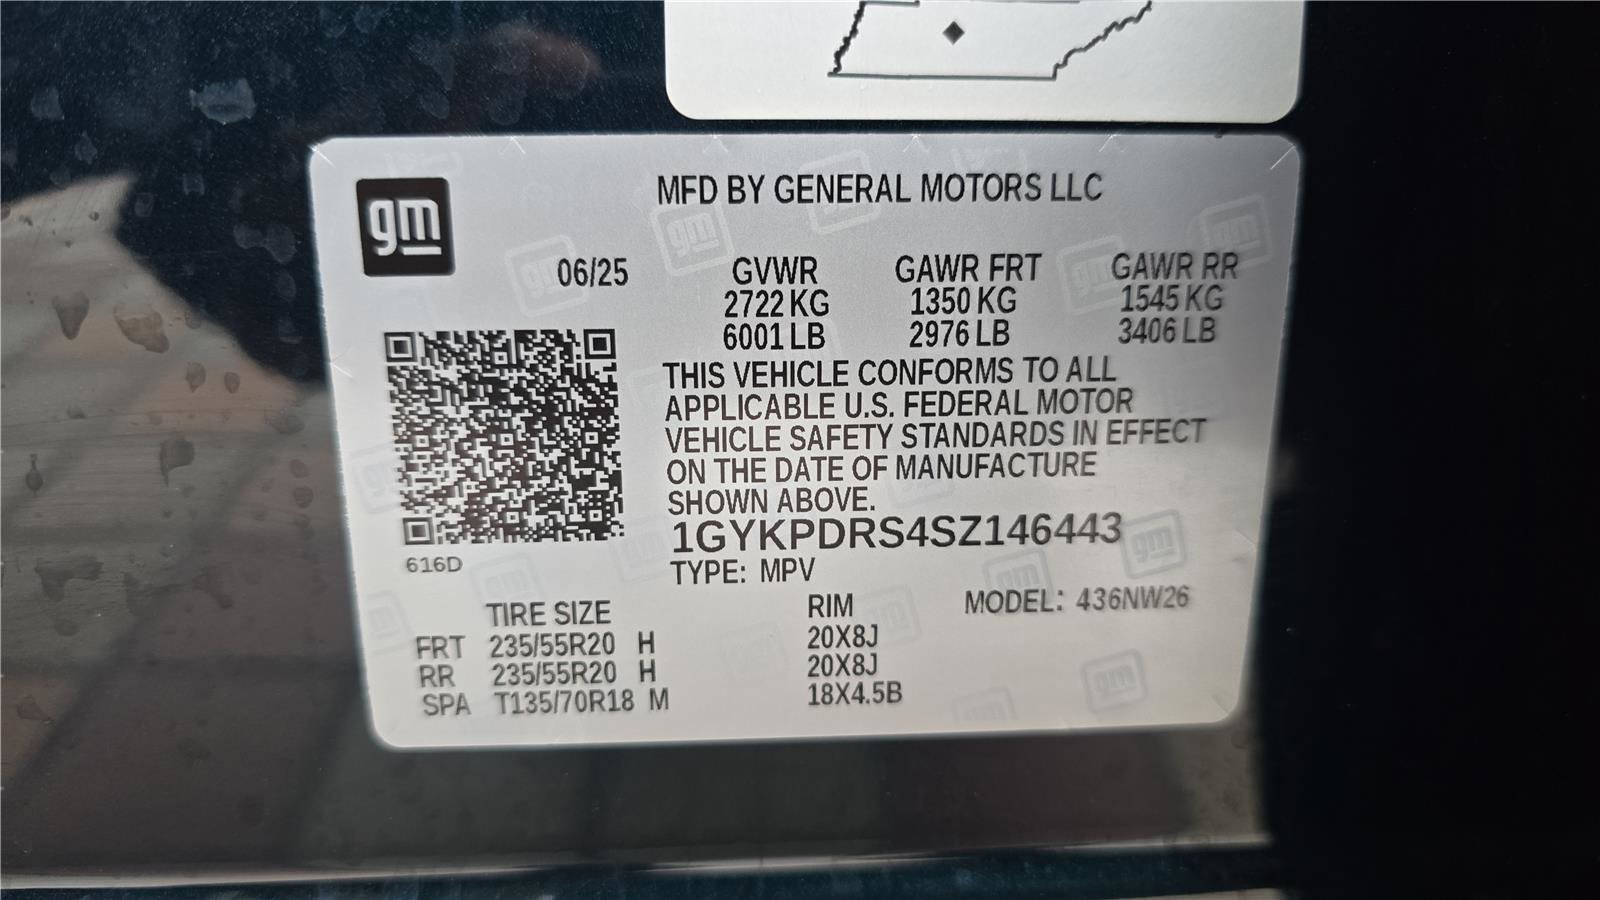 gm
MFD BY GENERAL MOTORS LLC
06/25 GVWR GAWR FRT GAWR RR
2722 KG 1350 KG 1545 KG
6001 LB 2976 LB 3406 LB
THIS VEHICLE CONFORMS TO ALL
APPLICABLE U.S. FEDERAL MOTOR
VEHICLE SAFETY STANDARDS IN EFFECT
ON THE DATE OF MANUFACTURE
SHOWN ABOVE.
1GYKPDRS4SZ146443
616D
TYPE: MPV
TIRE SIZE RIM MODEL: 436NW26
FRT 235/55R20 H 20X8J
RR 235/55R20 H 20X8J
SPA T135/70R18 M 18X4.5B